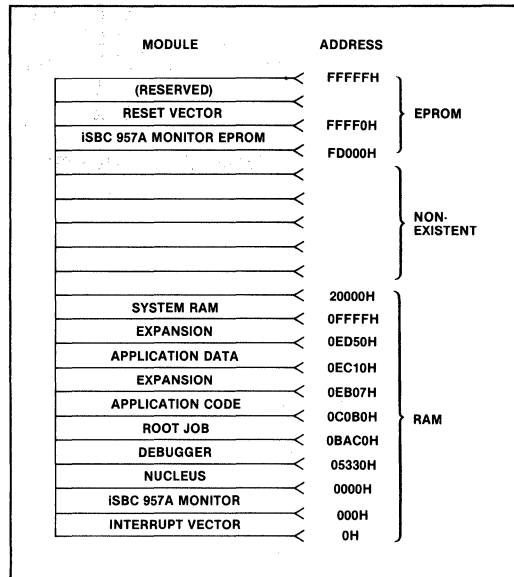 MODULE ADDRESS
FFFFFH
(RESERVED)
RESET VECTOR
FFFF0H
EPROM
iSBC 957A MONITOR EPROM
FD000H
NON-
EXISTENT
20000H
SYSTEM RAM
0FFFFH
EXPANSION
0ED50H
APPLICATION DATA
0EC10H
EXPANSION
0EB07H
APPLICATION CODE
0C0B0H
RAM
ROOT JOB
0BAC0H
DEBUGGER
05330H
NUCLEUS
0000H
iSBC 957A MONITOR
000H
INTERRUPT VECTOR
0H